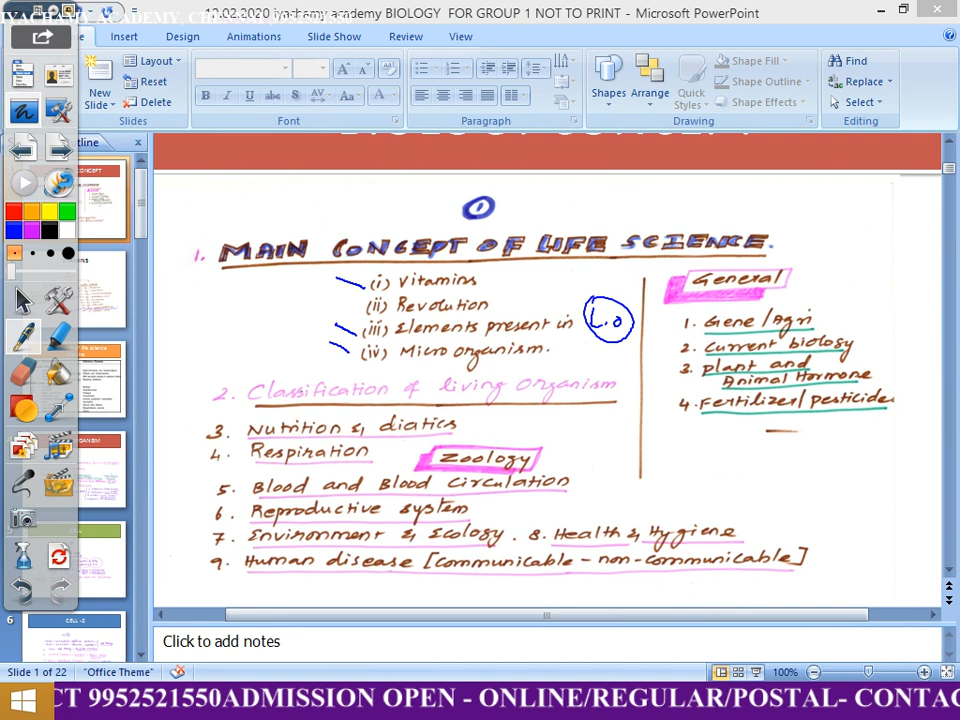 13.02.2020 iyachamy academy BIOLOGY FOR GROUP 1 NOT TO PRINT - Microsoft PowerPoint
Insert Design Animations Slide Show Review View
Layout
Reset
Delete
New Slide
Slides
Font
Paragraph
Shapes Arrange Quick Styles
Shape Fill
Shape Outline
Shape Effects
Drawing
Find
Replace
Select
Editing
1
1. MAIN CONCEPT OF LIFE SCIENCE.
(i) Vitamins
(ii) Revolution
(iii) Elements present in L.o
(iv) Micro organism.
2. Classification of living organism
3. Nutrition & diatics
4. Respiration
Zoology
5. Blood and Blood circulation
6. Reproductive system
7. Environment & Ecology. 8. Health & Hygiene
9. Human disease [communicable - non-communicable]
General
1. Gene/Agri
2. Current biology
3. plant and
Animal Hormone
4. Fertilizer/pesticide
6
CELL -2
Click to add notes
Slide 1 of 22 "Office Theme" 100%
CT 9952521550ADMISSION OPEN - ONLINE/REGULAR/POSTAL- CONTAC